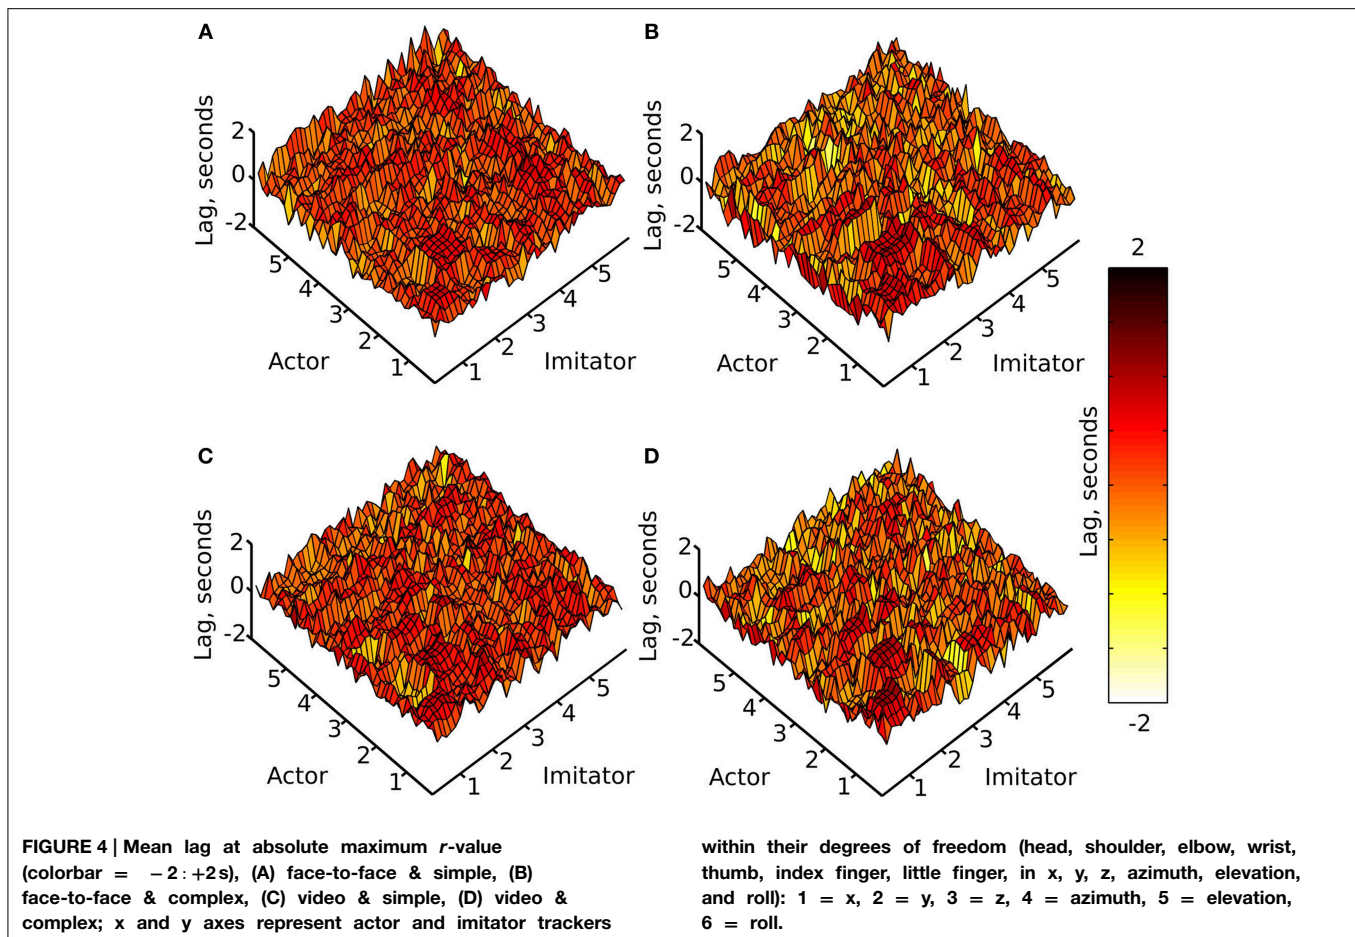 A
B
Lag, seconds
2
0
-2
5
4
3
2
1
Actor
1
2
3
4
5
Imitator
Lag, seconds
2
0
-2
5
4
3
2
1
Actor
1
2
3
4
5
Imitator
2
Lag, seconds
-2
C
D
Lag, seconds
2
0
-2
5
4
3
2
1
Actor
1
2
3
4
5
Imitator
Lag, seconds
2
0
-2
5
4
3
2
1
Actor
1
2
3
4
5
Imitator
FIGURE 4 | Mean lag at absolute maximum r-value
(colorbar = −2 : +2 s), (A) face-to-face & simple, (B)
face-to-face & complex, (C) video & simple, (D) video &
complex; x and y axes represent actor and imitator trackers
within their degrees of freedom (head, shoulder, elbow, wrist,
thumb, index finger, little finger, in x, y, z, azimuth, elevation,
and roll): 1 = x, 2 = y, 3 = z, 4 = azimuth, 5 = elevation,
6 = roll.